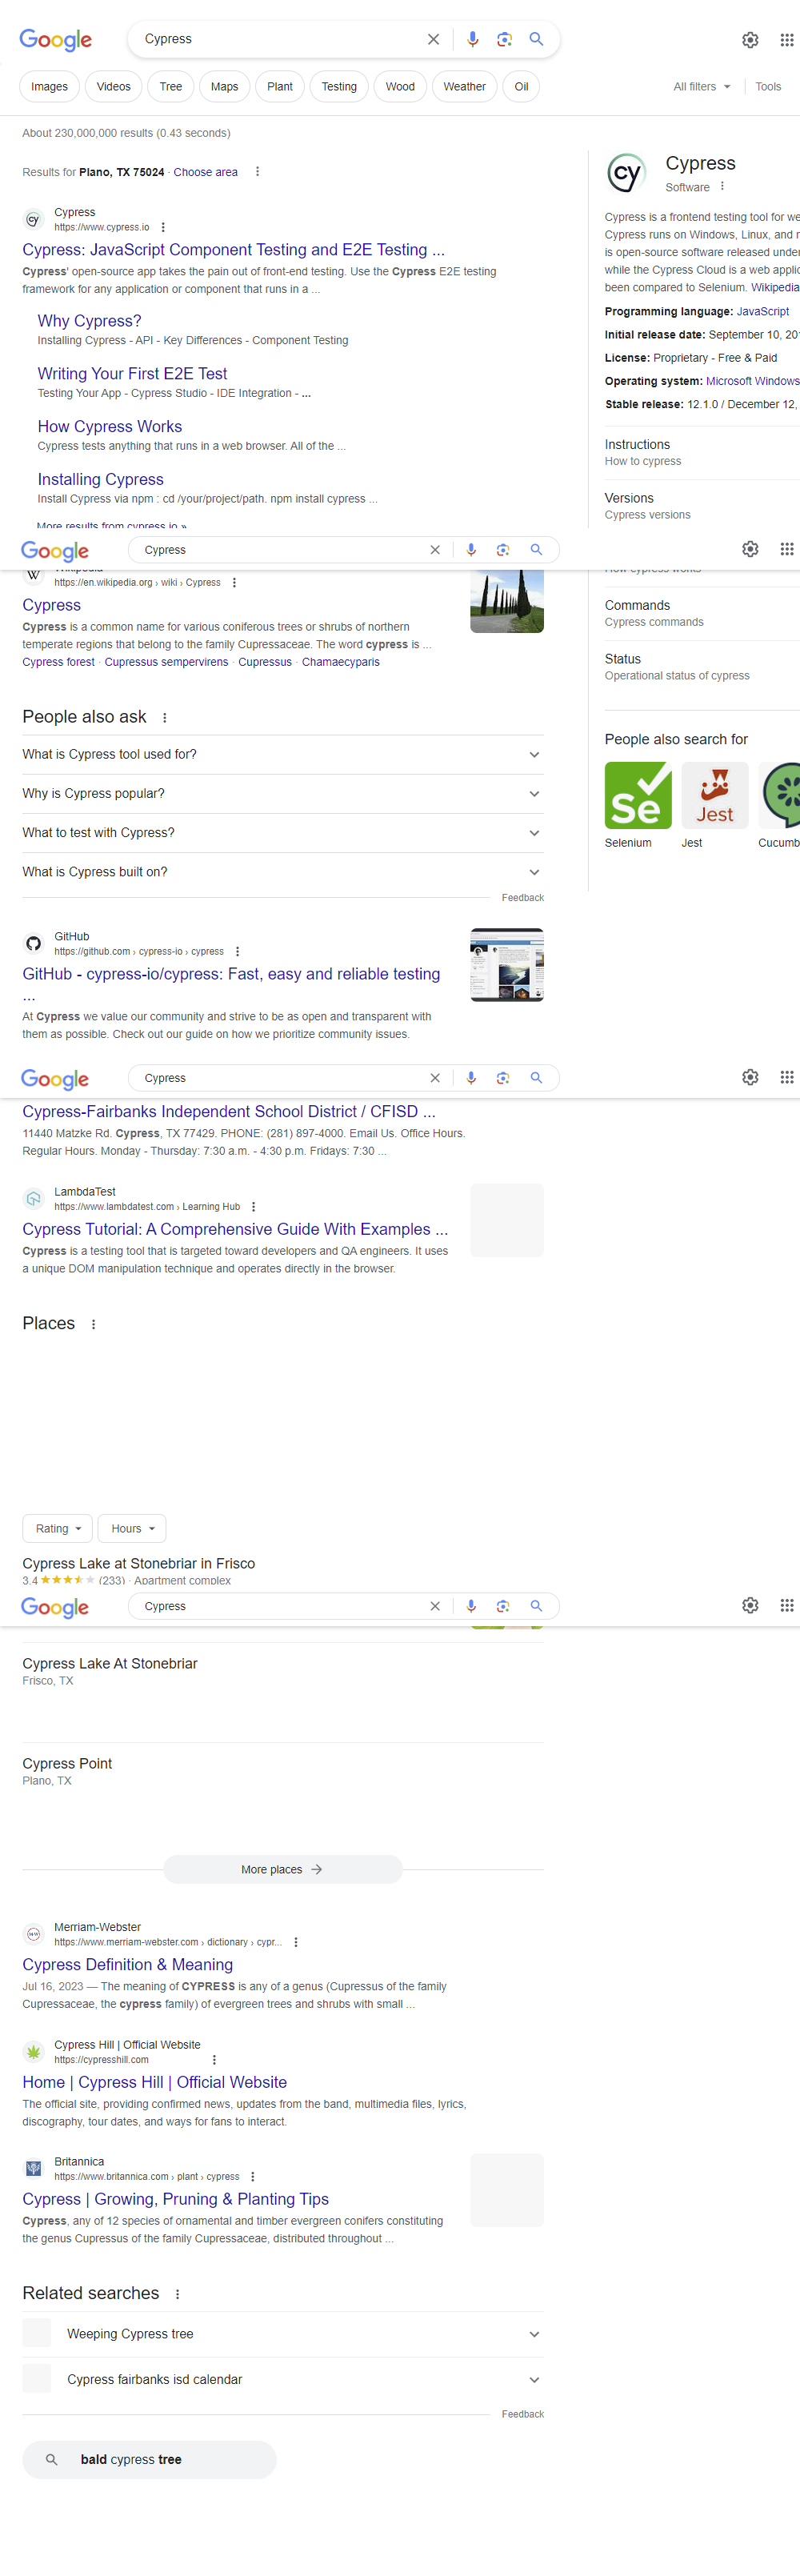 Google
Cypress
Images
Videos
Tree
Maps
Plant
Testing
Wood
Weather
Oil
All filters
Tools
About 230,000,000 results (0.43 seconds)
Results for Plano, TX 75024 · Choose area
Cypress
https://www.cypress.io
Cypress: JavaScript Component Testing and E2E Testing ...
Cypress' open-source app takes the pain out of front-end testing. Use the Cypress E2E testing
framework for any application or component that runs in a ...
Why Cypress?
Installing Cypress - API - Key Differences - Component Testing
Writing Your First E2E Test
Testing Your App - Cypress Studio - IDE Integration - ...
How Cypress Works
Cypress tests anything that runs in a web browser. All of the ...
Installing Cypress
Install Cypress via npm : cd /your/project/path. npm install cypress ...
More results from cypress.io »
cy
Cypress
Software
Cypress is a frontend testing tool for we
Cypress runs on Windows, Linux, and
is open-source software released under
while the Cypress Cloud is a web applic
been compared to Selenium. Wikipedia
Programming language: JavaScript
Initial release date: September 10, 201
License: Proprietary - Free & Paid
Operating system: Microsoft Windows
Stable release: 12.1.0 / December 12,
Instructions
How to cypress
Versions
Cypress versions
Google
Cypress
Wikipedia
https://en.wikipedia.org › wiki › Cypress
Cypress
Cypress is a common name for various coniferous trees or shrubs of northern
temperate regions that belong to the family Cupressaceae. The word cypress is ...
Cypress forest · Cupressus sempervirens · Cupressus · Chamaecyparis
People also ask
What is Cypress tool used for?
Why is Cypress popular?
What to test with Cypress?
What is Cypress built on?
Feedback
GitHub
https://github.com › cypress-io › cypress
GitHub - cypress-io/cypress: Fast, easy and reliable testing
...
At Cypress we value our community and strive to be as open and transparent with
them as possible. Check out our guide on how we prioritize community issues.
How cypress works
Commands
Cypress commands
Status
Operational status of cypress
People also search for
Se
Jest
Selenium
Jest
Cucumb
Google
Cypress
Cypress-Fairbanks Independent School District / CFISD ...
11440 Matzke Rd. Cypress, TX 77429. PHONE: (281) 897-4000. Email Us. Office Hours.
Regular Hours. Monday - Thursday: 7:30 a.m. - 4:30 p.m. Fridays: 7:30 ...
LambdaTest
https://www.lambdatest.com › Learning Hub
Cypress Tutorial: A Comprehensive Guide With Examples ...
Cypress is a testing tool that is targeted toward developers and QA engineers. It uses
a unique DOM manipulation technique and operates directly in the browser.
Places
Rating
Hours
Cypress Lake at Stonebriar in Frisco
3.4 (233) · Apartment complex
Google
Cypress
Cypress Lake At Stonebriar
Frisco, TX
Cypress Point
Plano, TX
More places
Merriam-Webster
https://www.merriam-webster.com › dictionary › cypr...
Cypress Definition & Meaning
Jul 16, 2023 — The meaning of CYPRESS is any of a genus (Cupressus of the family
Cupressaceae, the cypress family) of evergreen trees and shrubs with small ...
Cypress Hill | Official Website
https://cypresshill.com
Home | Cypress Hill | Official Website
The official site, providing confirmed news, updates from the band, multimedia files, lyrics,
discography, tour dates, and ways for fans to interact.
Britannica
https://www.britannica.com › plant › cypress
Cypress | Growing, Pruning & Planting Tips
Cypress, any of 12 species of ornamental and timber evergreen conifers constituting
the genus Cupressus of the family Cupressaceae, distributed throughout ...
Related searches
Weeping Cypress tree
Cypress fairbanks isd calendar
Feedback
bald cypress tree